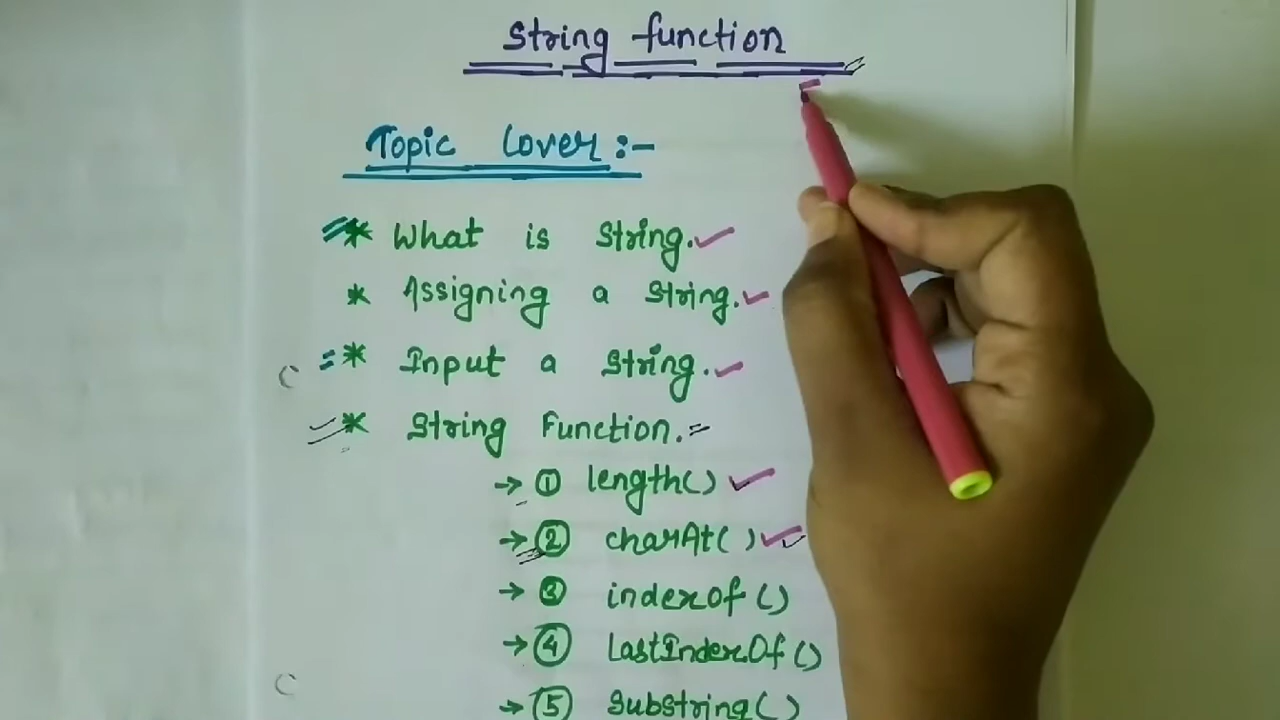 String function
Topic Cover :-
* What is String.
* Assigning a String.
* Input a String.
* String Function.
→ ① length()
→ ② charAt( )
→ ③ indexOf ()
→ ④ LastIndexOf ()
→ ⑤ Substring( )